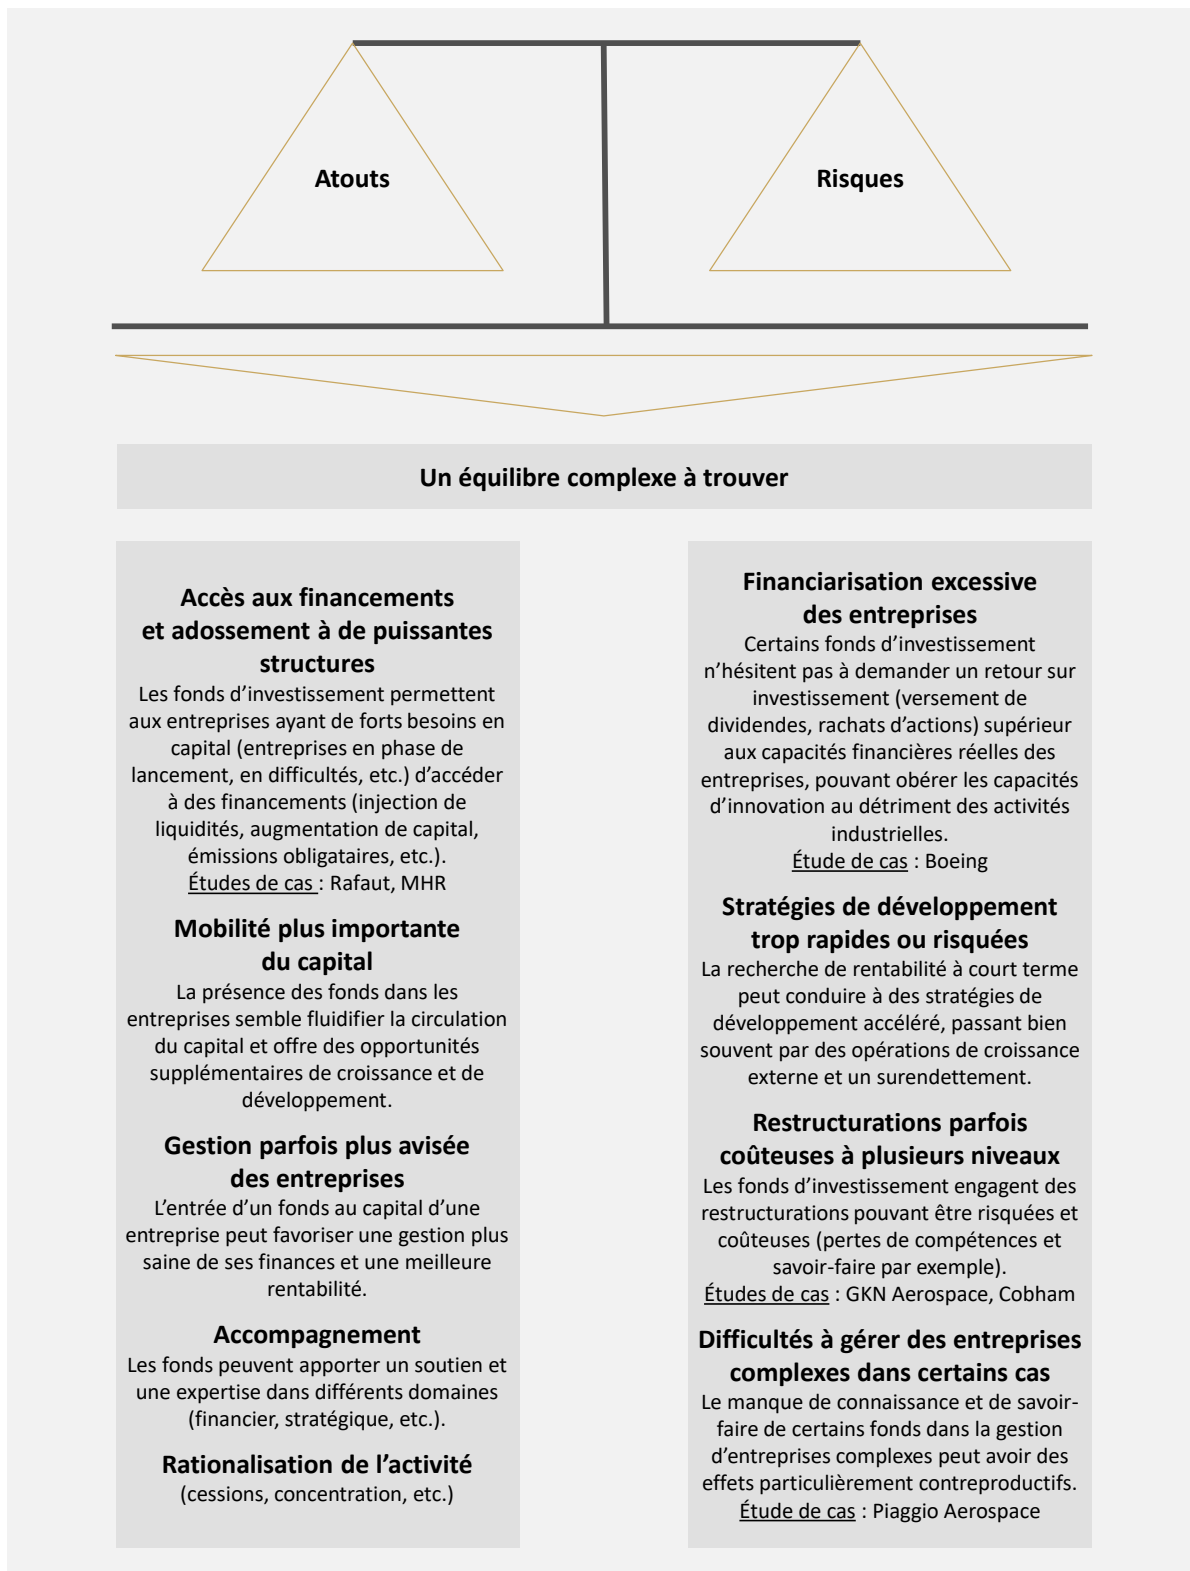 Atouts
Risques
Un équilibre complexe à trouver
Accès aux financements
et adossement à de puissantes
structures
Les fonds d’investissement permettent
aux entreprises ayant de forts besoins en
capital (entreprises en phase de
lancement, en difficultés, etc.) d’accéder
à des financements (injection de
liquidités, augmentation de capital,
émissions obligataires, etc.).
Études de cas : Rafaut, MHR
Mobilité plus importante
du capital
La présence des fonds dans les
entreprises semble fluidifier la circulation
du capital et offre des opportunités
supplémentaires de croissance et de
développement.
Gestion parfois plus avisée
des entreprises
L’entrée d’un fonds au capital d’une
entreprise peut favoriser une gestion plus
saine de ses finances et une meilleure
rentabilité.
Accompagnement
Les fonds peuvent apporter un soutien et
une expertise dans différents domaines
(financier, stratégique, etc.).
Rationalisation de l’activité
(cessions, concentration, etc.)
Financiarisation excessive
des entreprises
Certains fonds d’investissement
n’hésitent pas à demander un retour sur
investissement (versement de
dividendes, rachats d’actions) supérieur
aux capacités financières réelles des
entreprises, pouvant obérer les capacités
d’innovation au détriment des activités
industrielles.
Étude de cas : Boeing
Stratégies de développement
trop rapides ou risquées
La recherche de rentabilité à court terme
peut conduire à des stratégies de
développement accéléré, passant bien
souvent par des opérations de croissance
externe et un surendettement.
Restructurations parfois
coûteuses à plusieurs niveaux
Les fonds d’investissement engagent des
restructurations pouvant être risquées et
coûteuses (pertes de compétences et
savoir-faire par exemple).
Études de cas : GKN Aerospace, Cobham
Difficultés à gérer des entreprises
complexes dans certains cas
Le manque de connaissance et de savoir-
faire de certains fonds dans la gestion
d’entreprises complexes peut avoir des
effets particulièrement contreproductifs.
Étude de cas : Piaggio Aerospace